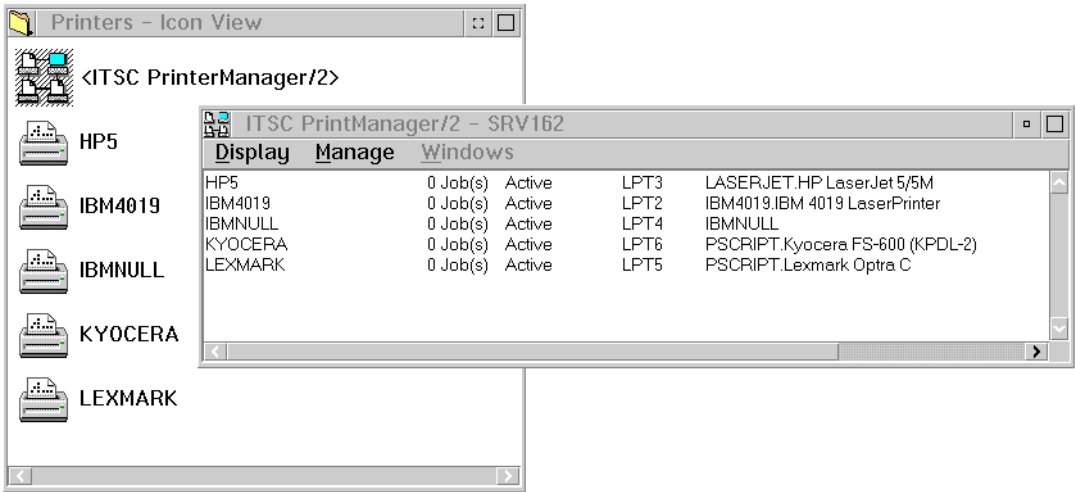 Printers - Icon View
<ITSC PrinterManager/2>
HP5
IBM4019
IBMNULL
KYOCERA
LEXMARK
ITSC PrintManager/2 - SRV162
Display Manage Windows
HP5 0 Job(s) Active LPT3 LASERJET.HP LaserJet 5/5M
IBM4019 0 Job(s) Active LPT2 IBM4019.IBM 4019 LaserPrinter
IBMNULL 0 Job(s) Active LPT4 IBMNULL
KYOCERA 0 Job(s) Active LPT6 PSCRIPT.Kyocera FS-600 (KPDL-2)
LEXMARK 0 Job(s) Active LPT5 PSCRIPT.Lexmark Optra C